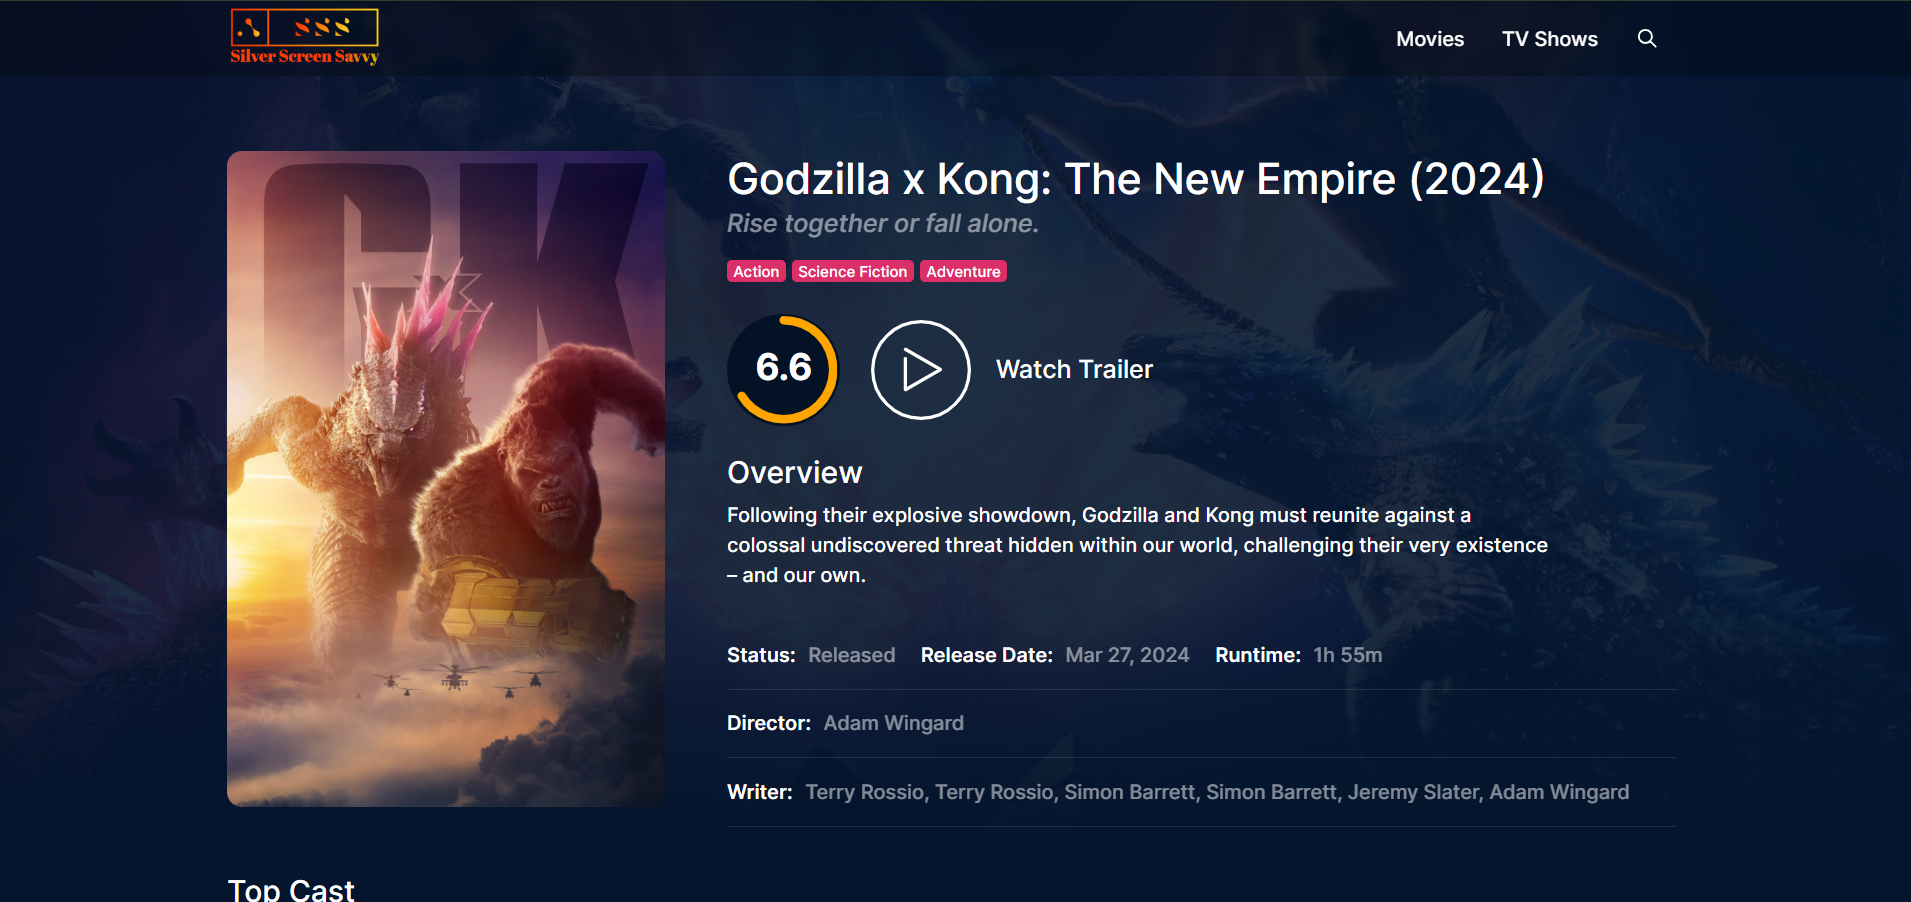 SSS
Silver Screen Savvy
Movies TV Shows
GK
Godzilla x Kong: The New Empire (2024)
Rise together or fall alone.
Action Science Fiction Adventure
6.6 Watch Trailer
Overview
Following their explosive showdown, Godzilla and Kong must reunite against a
colossal undiscovered threat hidden within our world, challenging their very existence
– and our own.
Status: Released Release Date: Mar 27, 2024 Runtime: 1h 55m
Director: Adam Wingard
Writer: Terry Rossio, Terry Rossio, Simon Barrett, Simon Barrett, Jeremy Slater, Adam Wingard
Top Cast